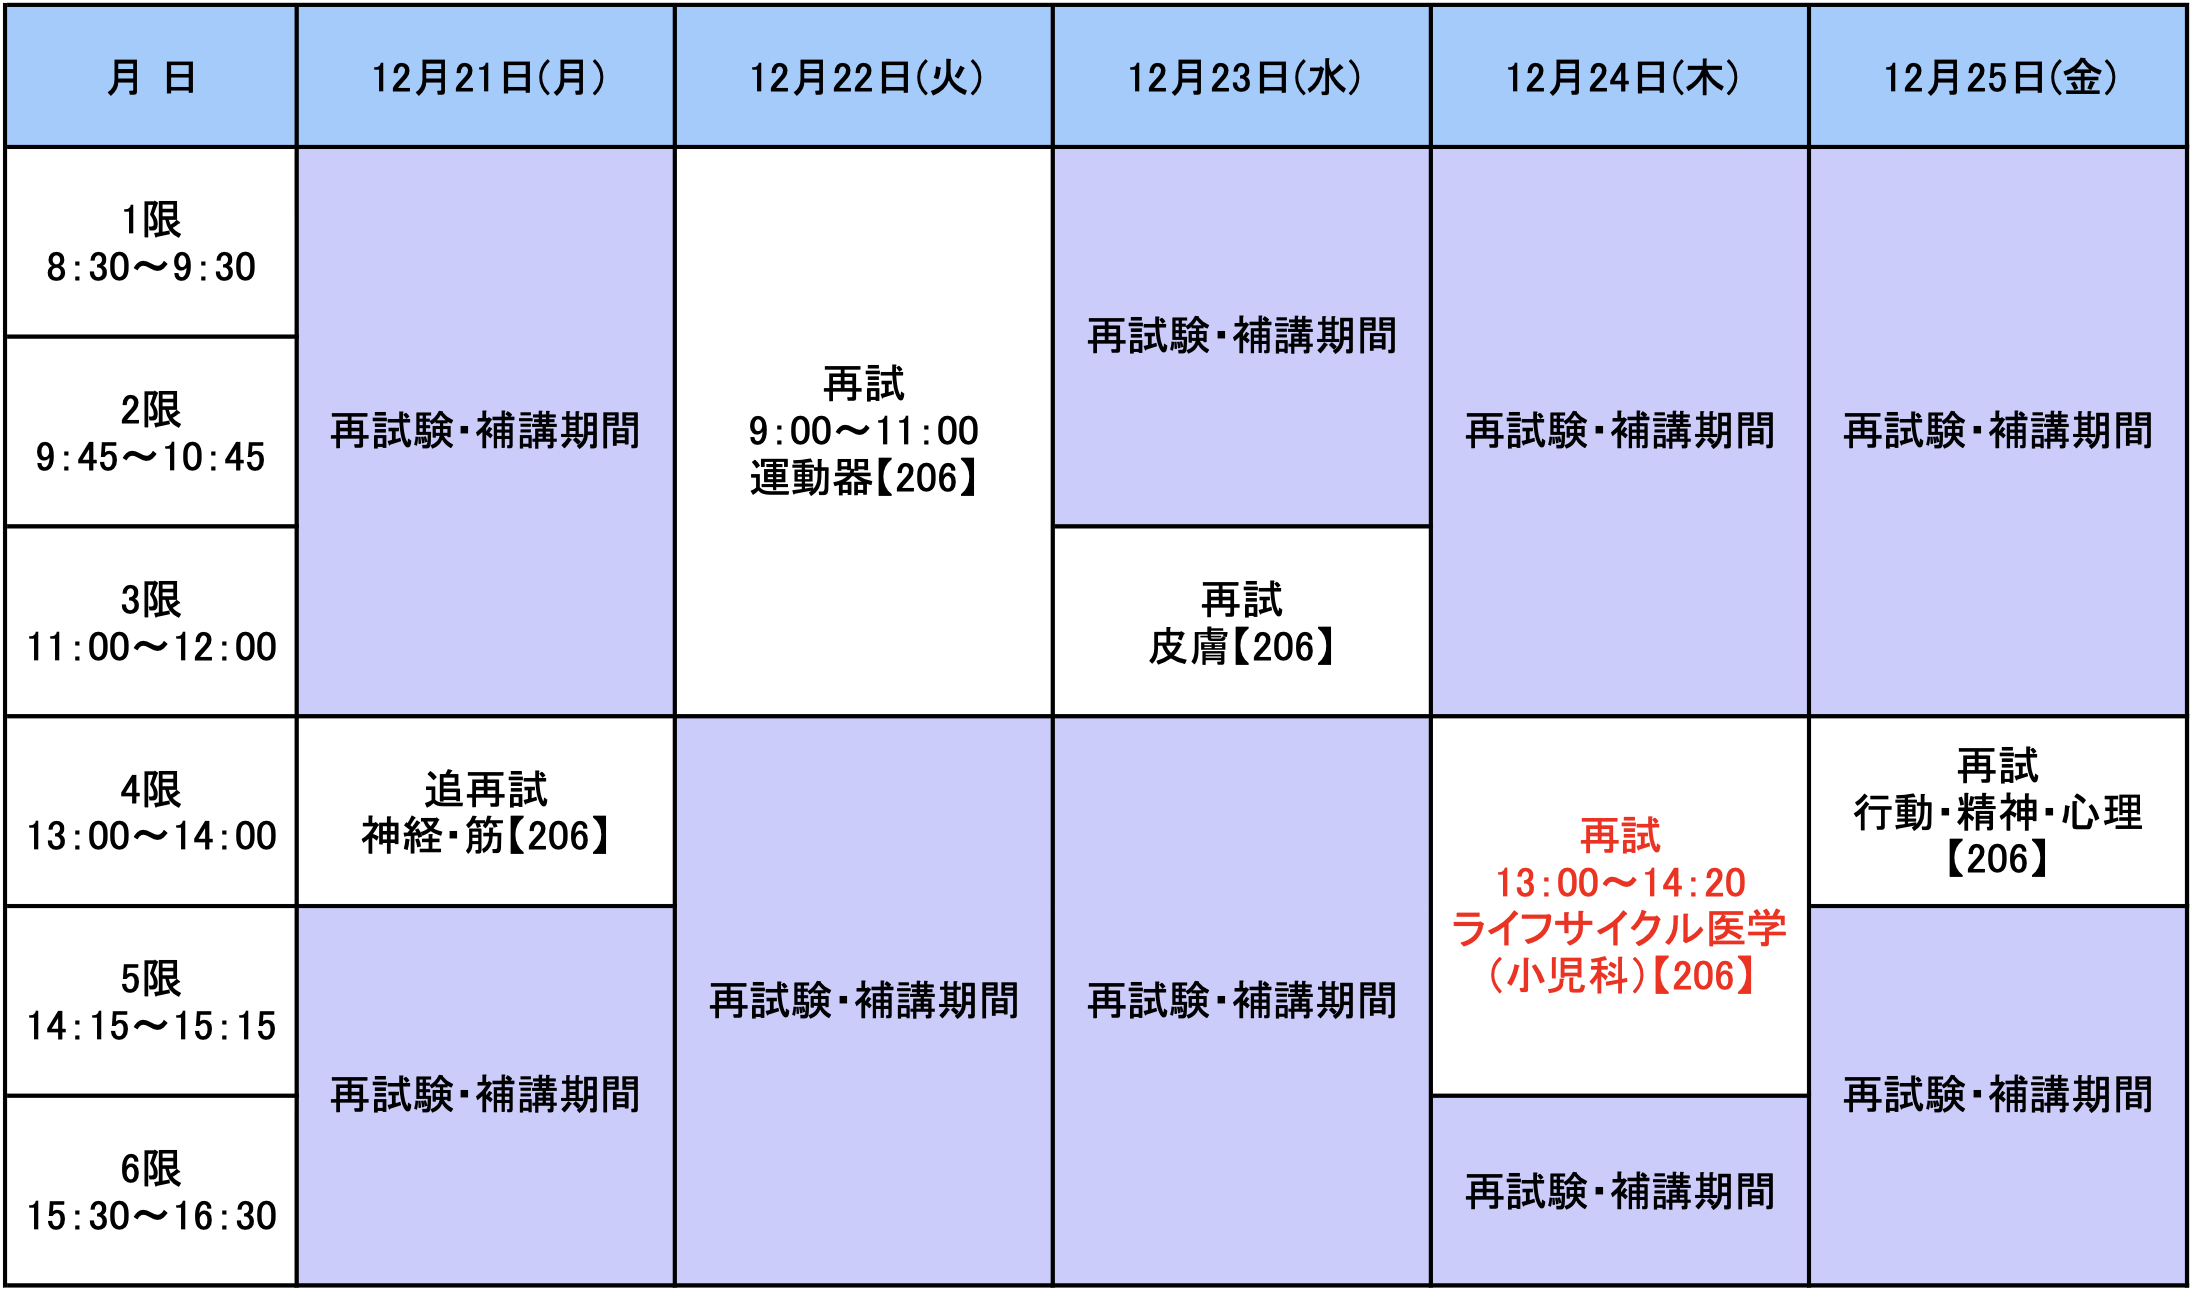 月 日
12月21日(月)
12月22日(火)
12月23日(水)
12月24日(木)
12月25日(金)
1限
8:30～9:30
2限
9:45～10:45
3限
11:00～12:00
4限
13:00～14:00
5限
14:15～15:15
6限
15:30～16:30
再試験・補講期間
追再試
神経・筋【206】
再試験・補講期間
再試
9:00～11:00
運動器【206】
再試験・補講期間
再試験・補講期間
再試
皮膚【206】
再試験・補講期間
再試験・補講期間
再試
13:00～14:20
ライフサイクル医学
(小児科)【206】
再試験・補講期間
再試験・補講期間
再試
行動・精神・心理
【206】
再試験・補講期間